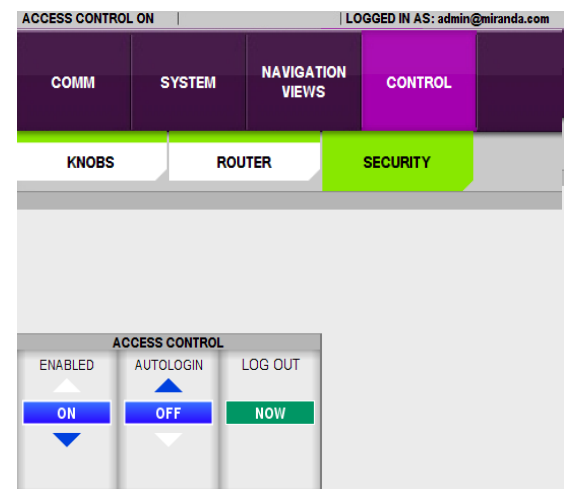 ACCESS CONTROL ON | | LOGGED IN AS: admin@miranda.com
COMM SYSTEM NAVIGATION VIEWS CONTROL
KNOBS ROUTER SECURITY
ACCESS CONTROL
ENABLED AUTOLOGIN LOG OUT
ON OFF NOW